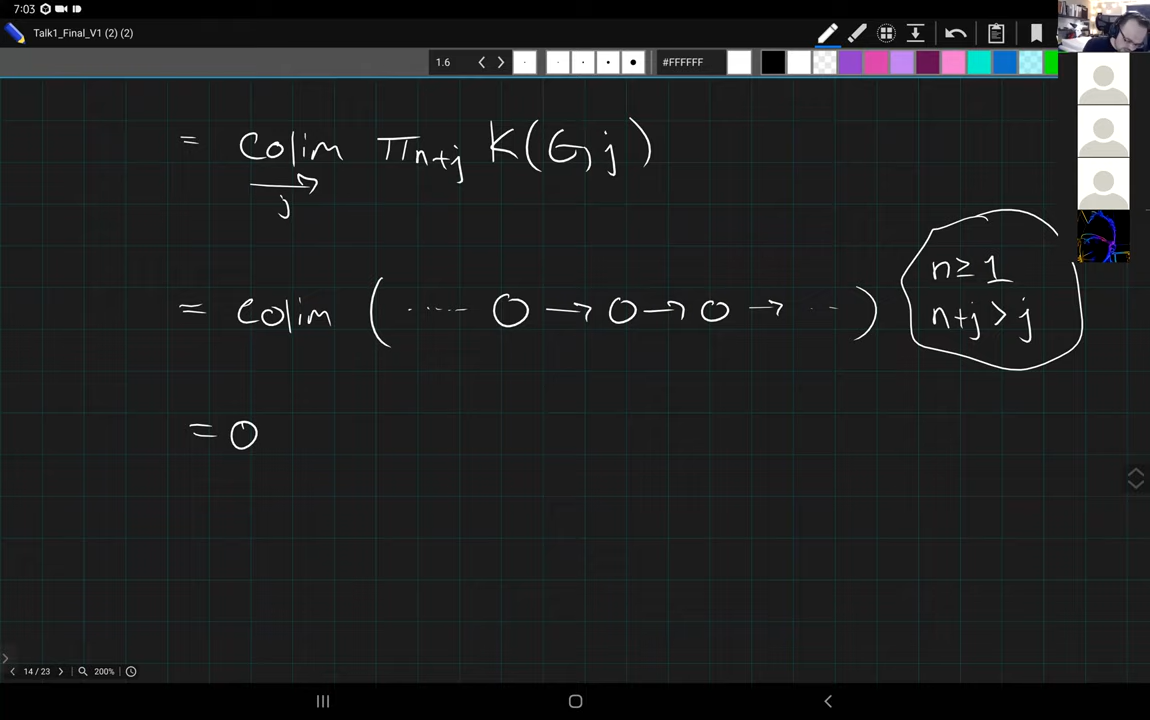 7:03
Talk1_Final_V1 (2) (2)
1.6
#FFFFFF
= colim π_{n+j} K(G, j)
j
= colim ( ····· 0 → 0 → 0 → ·· )
n ≥ 1
n+j > j
= 0
14 / 23
200%